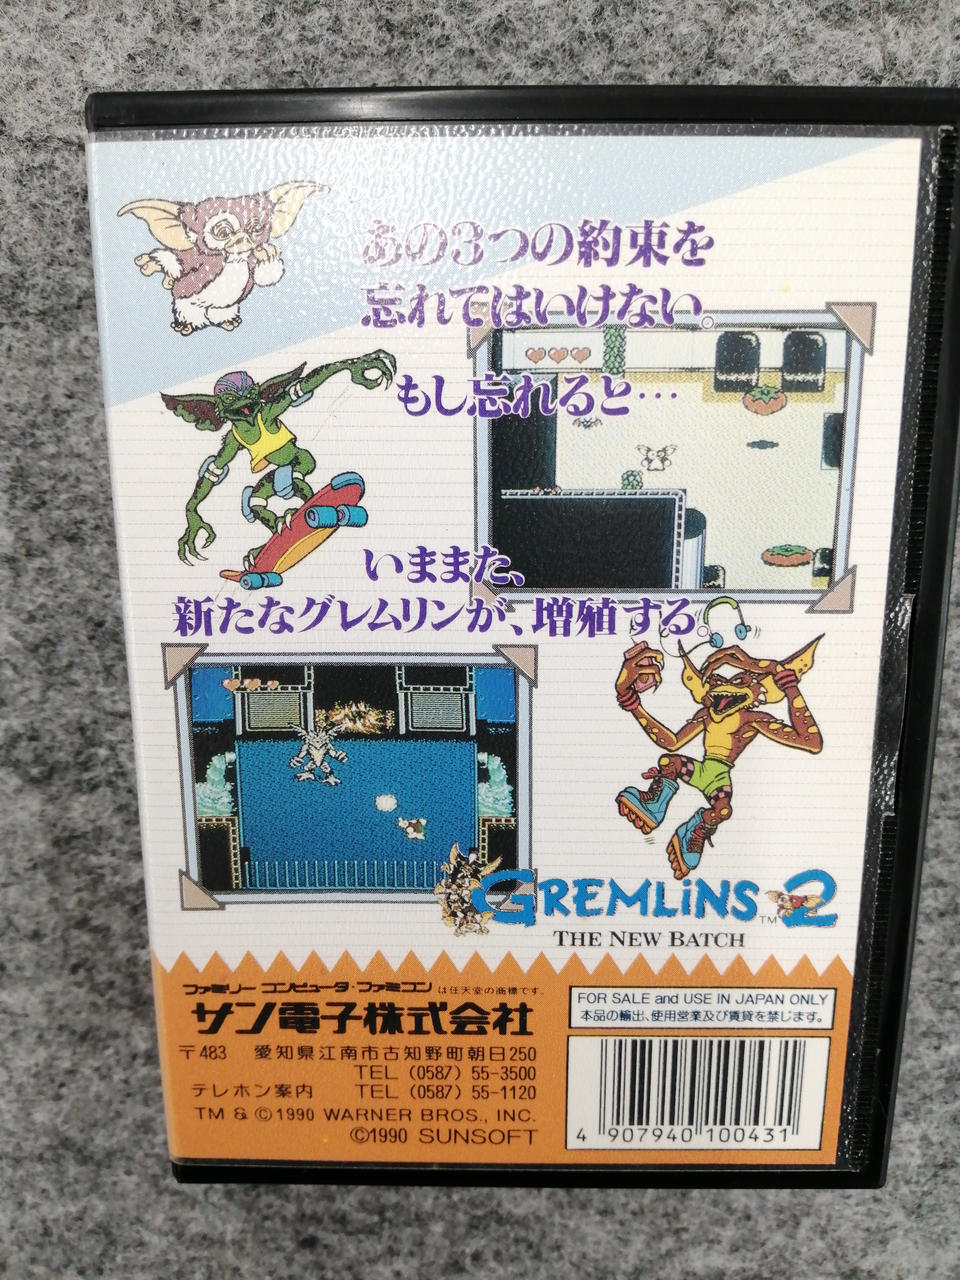 あの3つの約束を
忘れてはいけない。
もし忘れると…
いままた、
新たなグレムリンが、増殖する。
GREMLiNS 2
TM
THE NEW BATCH
ファミリーコンピュータ・ファミコンは任天堂の商標です。
サン電子株式会社
〒483 愛知県江南市古知野町朝日250
TEL (0587) 55-3500
テレホン案内 TEL (0587) 55-1120
TM & ©1990 WARNER BROS., INC.
©1990 SUNSOFT
FOR SALE and USE IN JAPAN ONLY
本品の輸出、使用営業及び賃貸を禁じます。
4 907940 100431